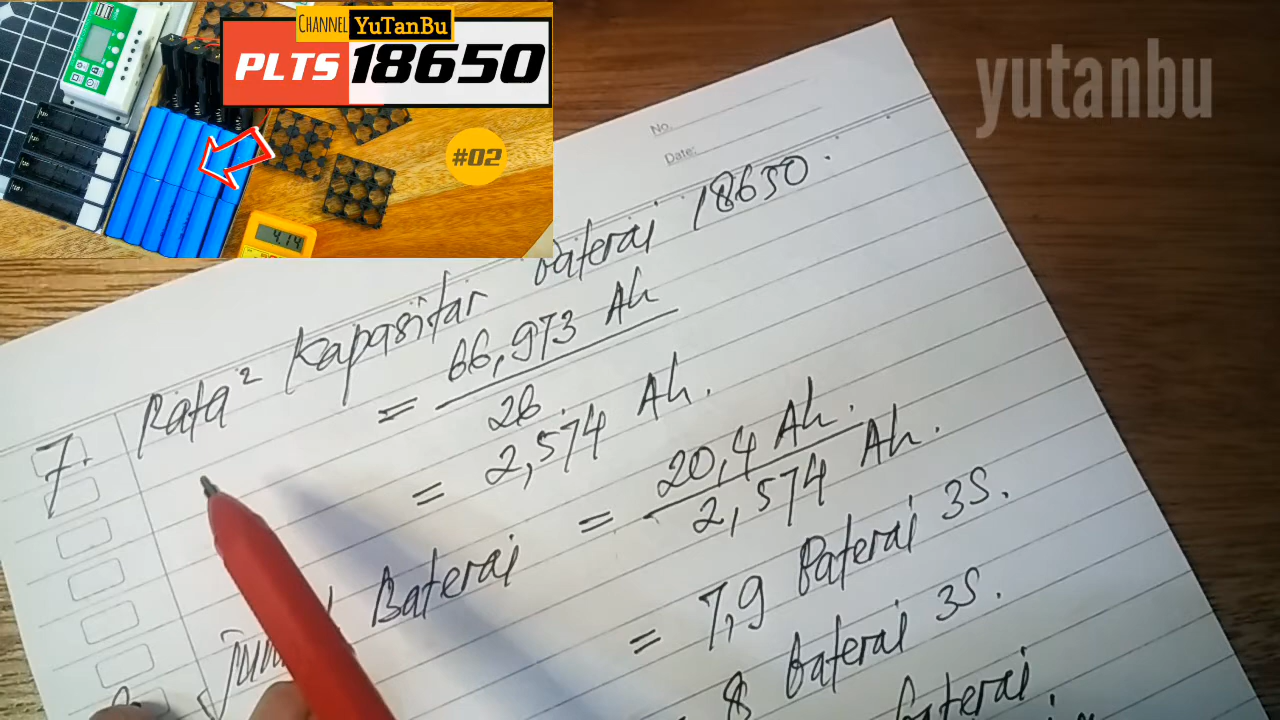 CHANNEL YuTanBu
PLTS 18650
#02
4.14
yutanbu
No.
Date:
7. Rata² Kapasitas Baterai 18650.
= 66,973 Ah
26
= 2,574 Ah.
Baterai = 20,4 Ah.
2,574 Ah.
= 7,9 Baterai 3S.
8 baterai 3S.
baterai.